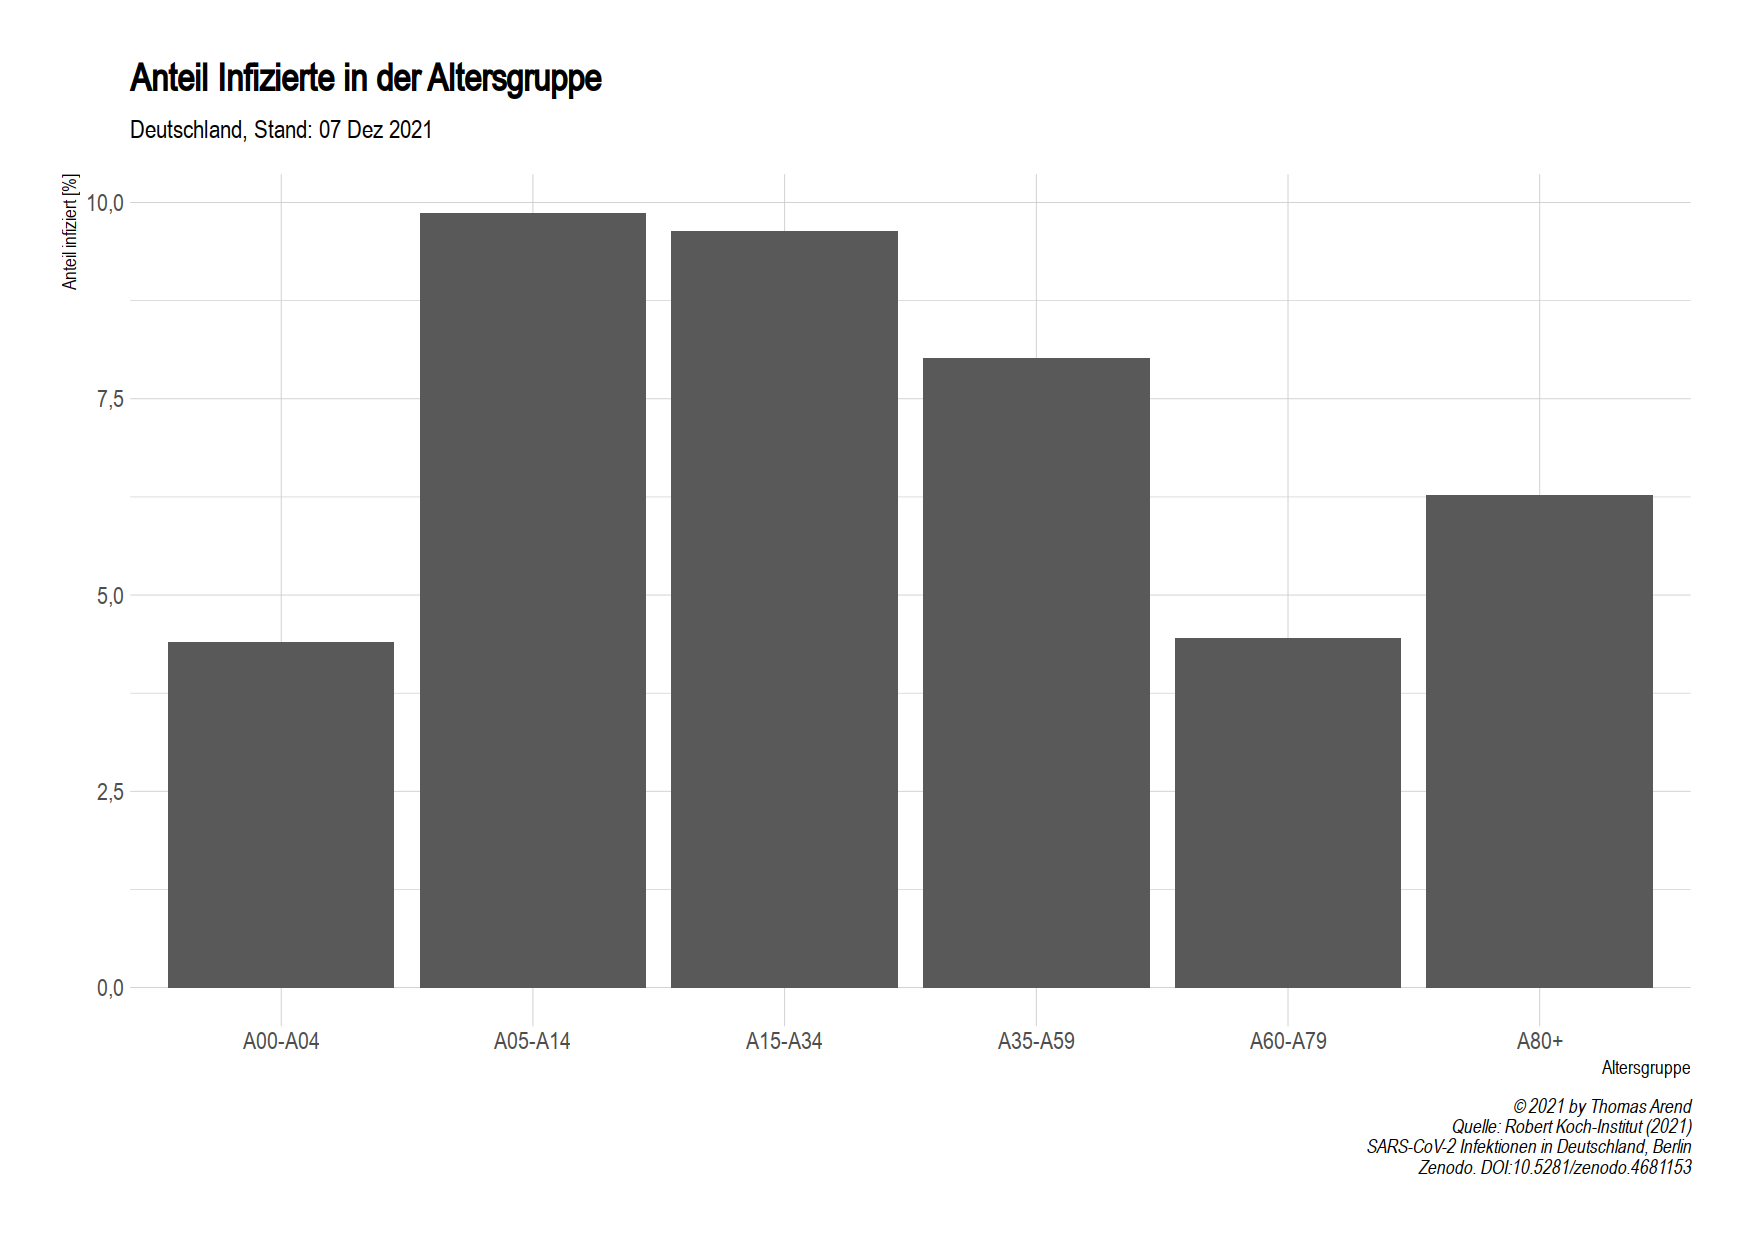 Anteil Infizierte in der Altersgruppe
Deutschland, Stand: 07 Dez 2021
Anteil infiziert [%]
10,0
7,5
5,0
2,5
0,0
A00-A04 A05-A14 A15-A34 A35-A59 A60-A79 A80+
Altersgruppe
© 2021 by Thomas Arend
Quelle: Robert Koch-Institut (2021)
SARS-CoV-2 Infektionen in Deutschland, Berlin
Zenodo. DOI:10.5281/zenodo.4681153